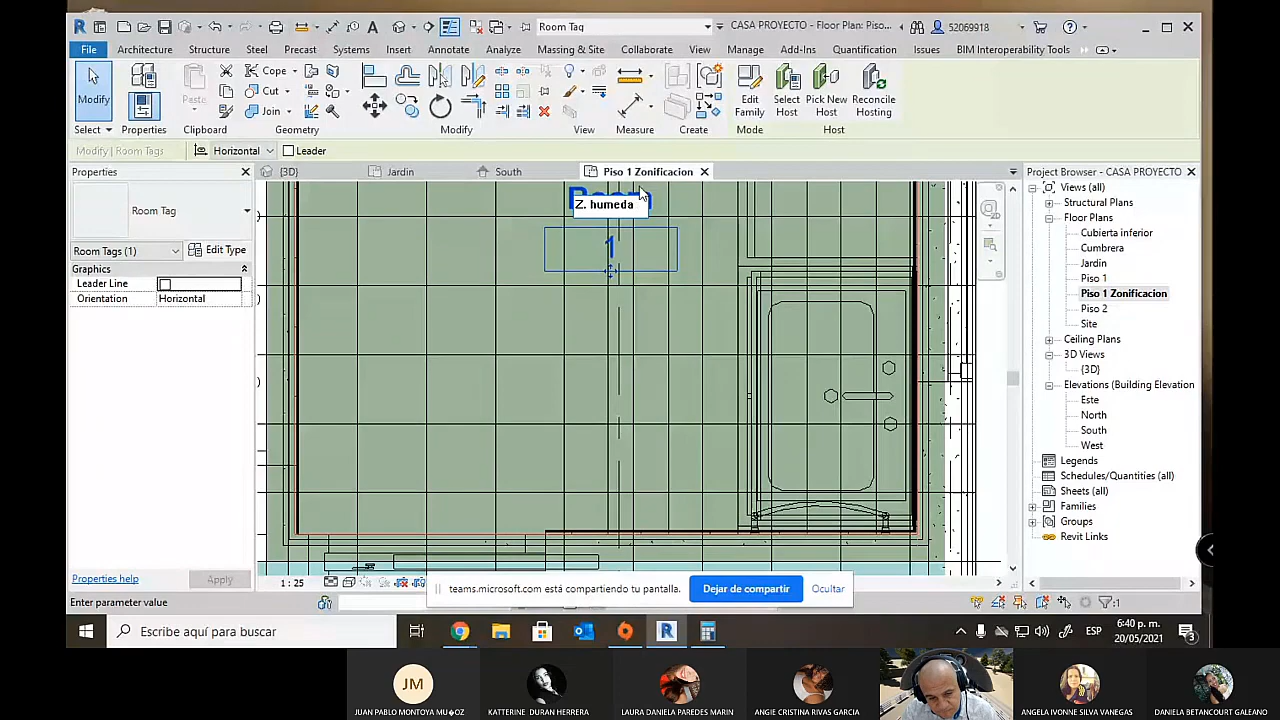 Room Tag
CASA PROYECTO - Floor Plan: Piso...
52069918
File
Architecture
Structure
Steel
Precast
Systems
Insert
Annotate
Analyze
Massing & Site
Collaborate
View
Manage
Add-Ins
Quantification
Issues
BIM Interoperability Tools
Modify
Paste
Cope
Cut
Join
Edit Family
Select Host
Pick New Host
Reconcile Hosting
Select
Properties
Clipboard
Geometry
Modify
View
Measure
Create
Mode
Host
Modify | Room Tags
Horizontal
Leader
Properties
{3D}
Jardin
South
Piso 1 Zonificacion
Project Browser - CASA PROYECTO
Room Tag
Room Tags (1)
Edit Type
Graphics
Leader Line
Orientation
Horizontal
Room
Z. humeda
1
Views (all)
Structural Plans
Floor Plans
Cubierta inferior
Cumbrera
Jardin
Piso 1
Piso 1 Zonificacion
Piso 2
Site
Ceiling Plans
3D Views
{3D}
Elevations (Building Elevation
Este
North
South
West
Legends
Schedules/Quantities (all)
Sheets (all)
Families
Groups
Revit Links
Properties help
Apply
1 : 25
teams.microsoft.com está compartiendo tu pantalla.
Dejar de compartir
Ocultar
Enter parameter value
:1
Escribe aquí para buscar
ESP
6:40 p. m.
20/05/2021
3
JM
JUAN PABLO MONTOYA MU�OZ
KATTERINE DURAN HERRERA
LAURA DANIELA PAREDES MARIN
ANGIE CRISTINA RIVAS GARCIA
ANGELA IVONNE SILVA VANEGAS
DANIELA BETANCOURT GALEANO